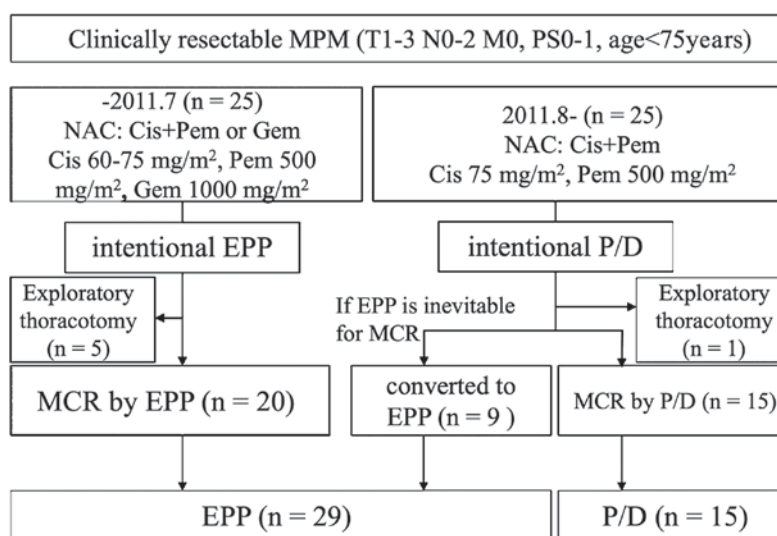 Clinically resectable MPM (T1-3 N0-2 M0, PS0-1, age<75years)
-2011.7 (n = 25)
NAC: Cis+Pem or Gem
Cis 60-75 mg/m², Pem 500
mg/m², Gem 1000 mg/m²
2011.8- (n = 25)
NAC: Cis+Pem
Cis 75 mg/m², Pem 500 mg/m²
intentional EPP
intentional P/D
Exploratory
thoracotomy
(n = 5)
If EPP is inevitable
for MCR
Exploratory
thoracotomy
(n = 1)
MCR by EPP (n = 20)
converted to
EPP (n = 9 )
MCR by P/D (n = 15)
EPP (n = 29)
P/D (n = 15)